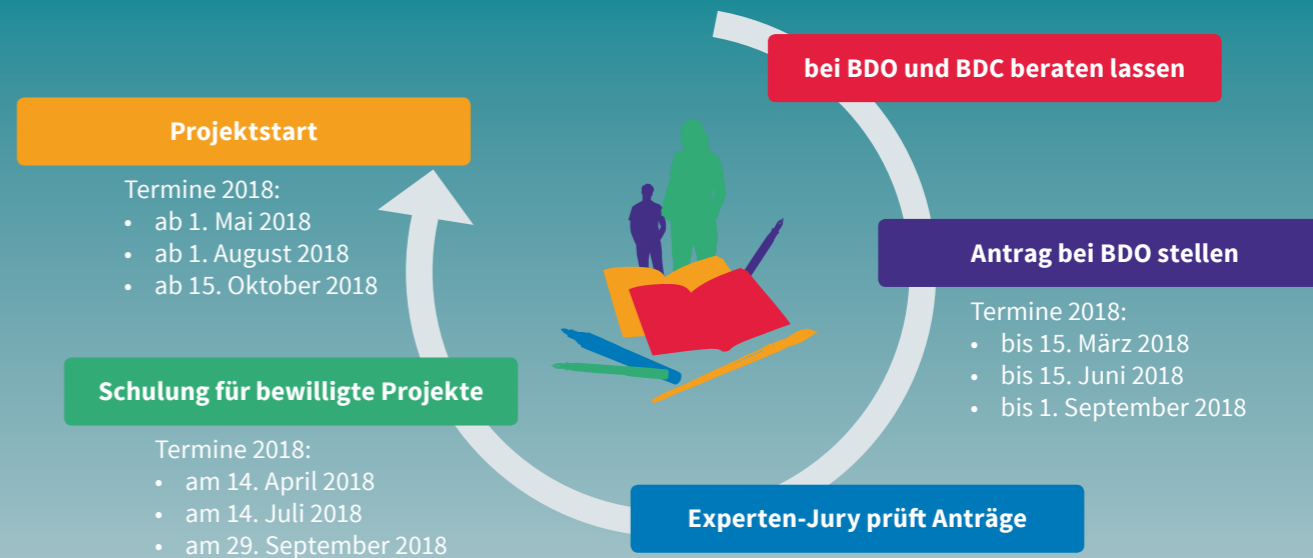 bei BDO und BDC beraten lassen
Antrag bei BDO stellen
Termine 2018:
• bis 15. März 2018
• bis 15. Juni 2018
• bis 1. September 2018
Experten-Jury prüft Anträge
Schulung für bewilligte Projekte
Termine 2018:
• am 14. April 2018
• am 14. Juli 2018
• am 29. September 2018
Projektstart
Termine 2018:
• ab 1. Mai 2018
• ab 1. August 2018
• ab 15. Oktober 2018